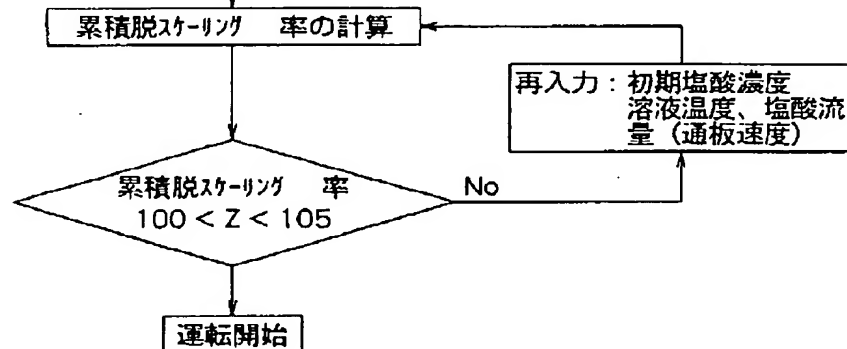 累積脱スケーリング 率の計算
再入力：初期塩酸濃度
溶液温度、塩酸流
量（通板速度）
累積脱スケーリング 率
100 < Z < 105
No
運転開始